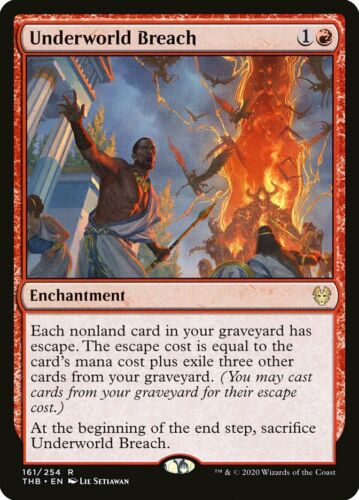 Underworld Breach 1
Enchantment
Each nonland card in your graveyard has
escape. The escape cost is equal to the
card's mana cost plus exile three other
cards from your graveyard. (You may cast
cards from your graveyard for their escape
cost.)
At the beginning of the end step, sacrifice
Underworld Breach.
161/254 R
THB • EN Lie Setiawan ™ & © 2020 Wizards of the Coast